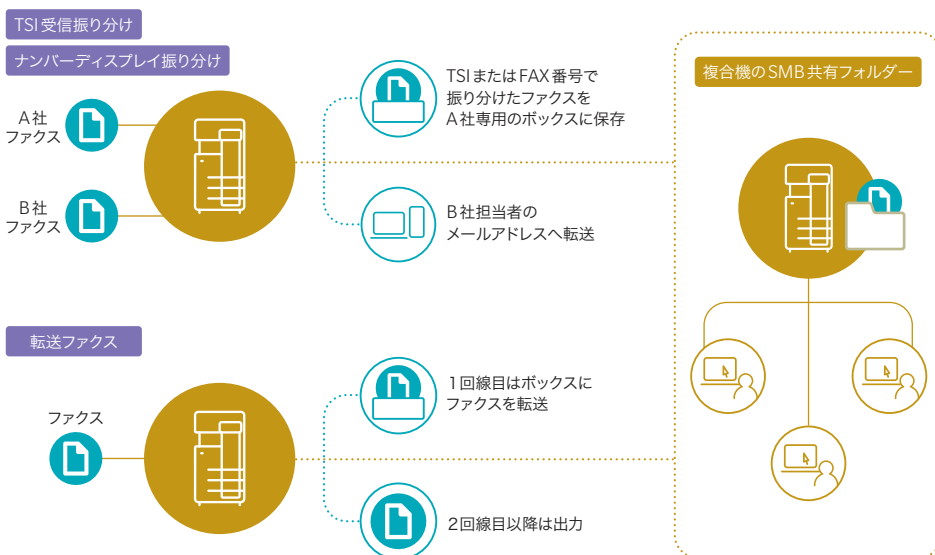 TSI受信振り分け
ナンバーディスプレイ振り分け
A社
ファクス
B社
ファクス
TSIまたはFAX番号で
振り分けたファクスを
A社専用のボックスに保存
B社担当者の
メールアドレスへ転送
転送ファクス
ファクス
1回線目はボックスに
ファクスを転送
2回線目以降は出力
複合機のSMB共有フォルダー